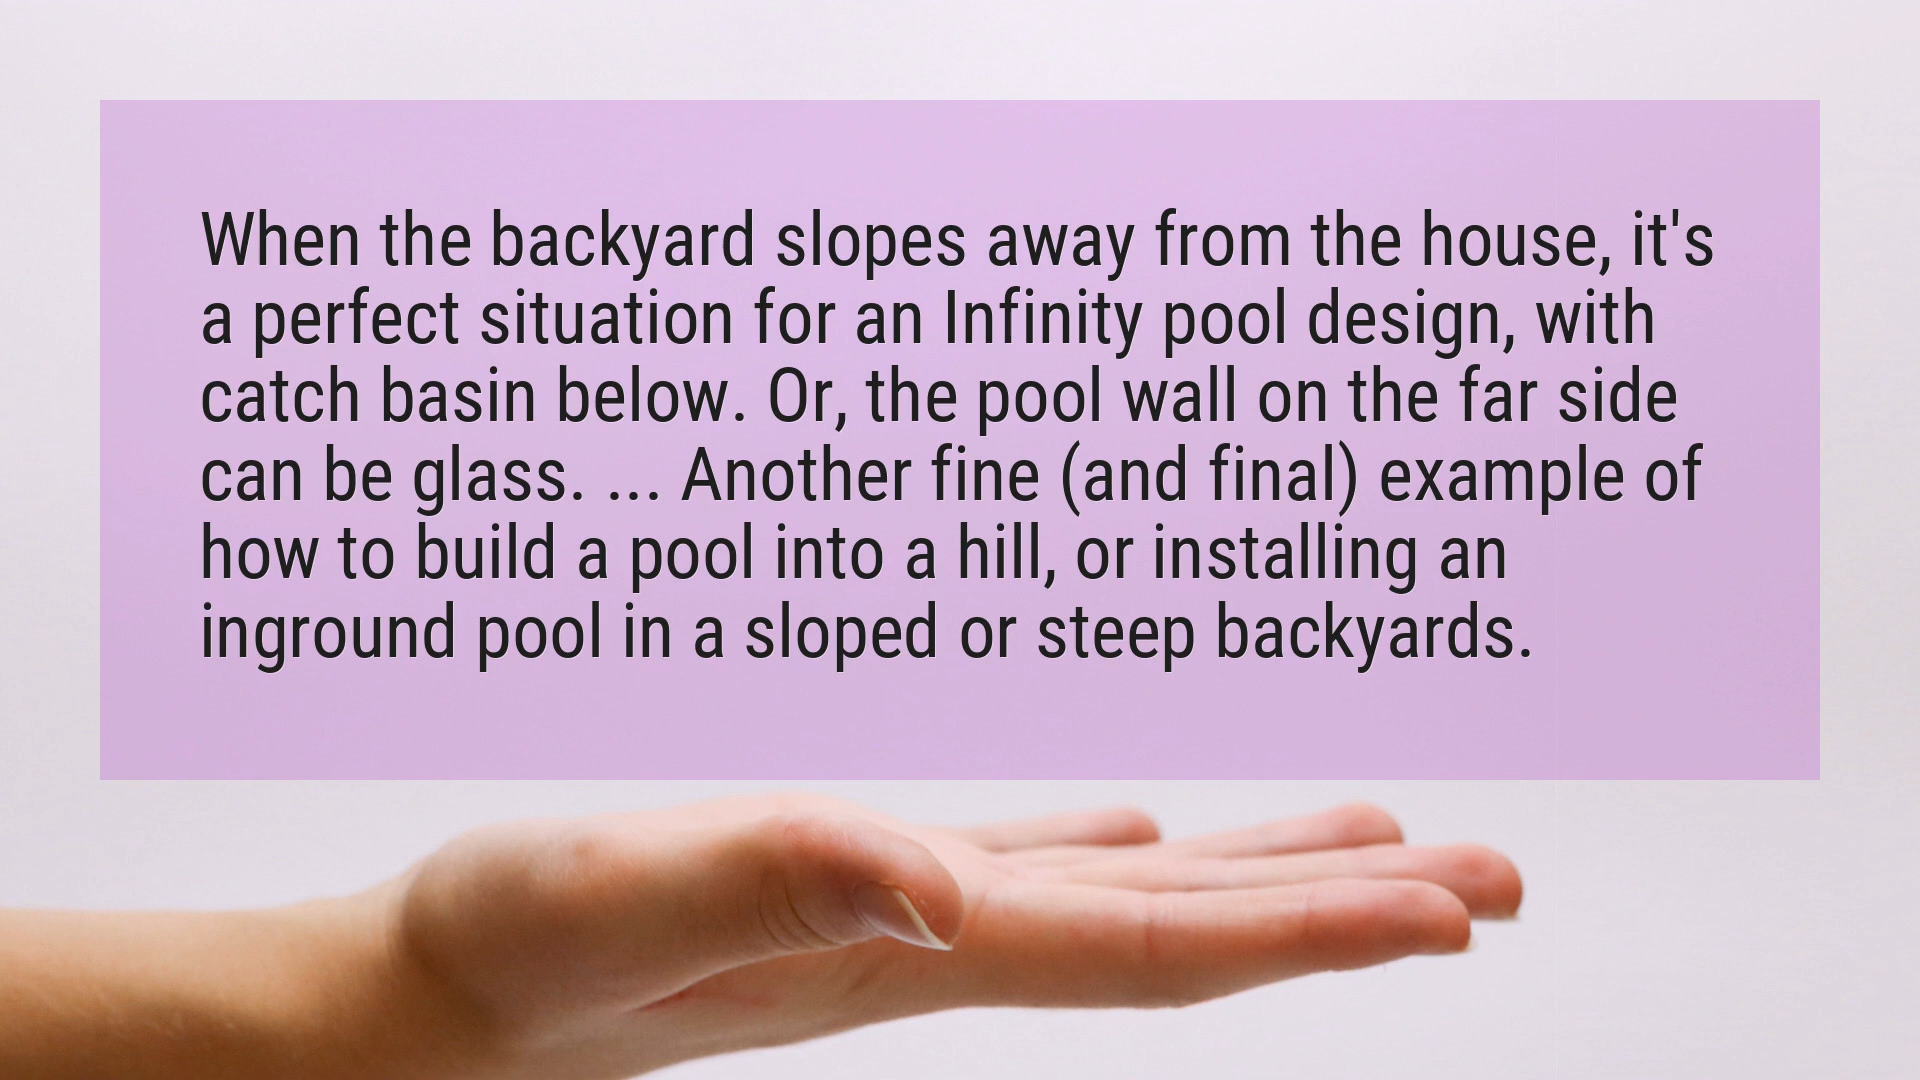 When the backyard slopes away from the house, it's
a perfect situation for an Infinity pool design, with
catch basin below. Or, the pool wall on the far side
can be glass. ... Another fine (and final) example of
how to build a pool into a hill, or installing an
inground pool in a sloped or steep backyards.